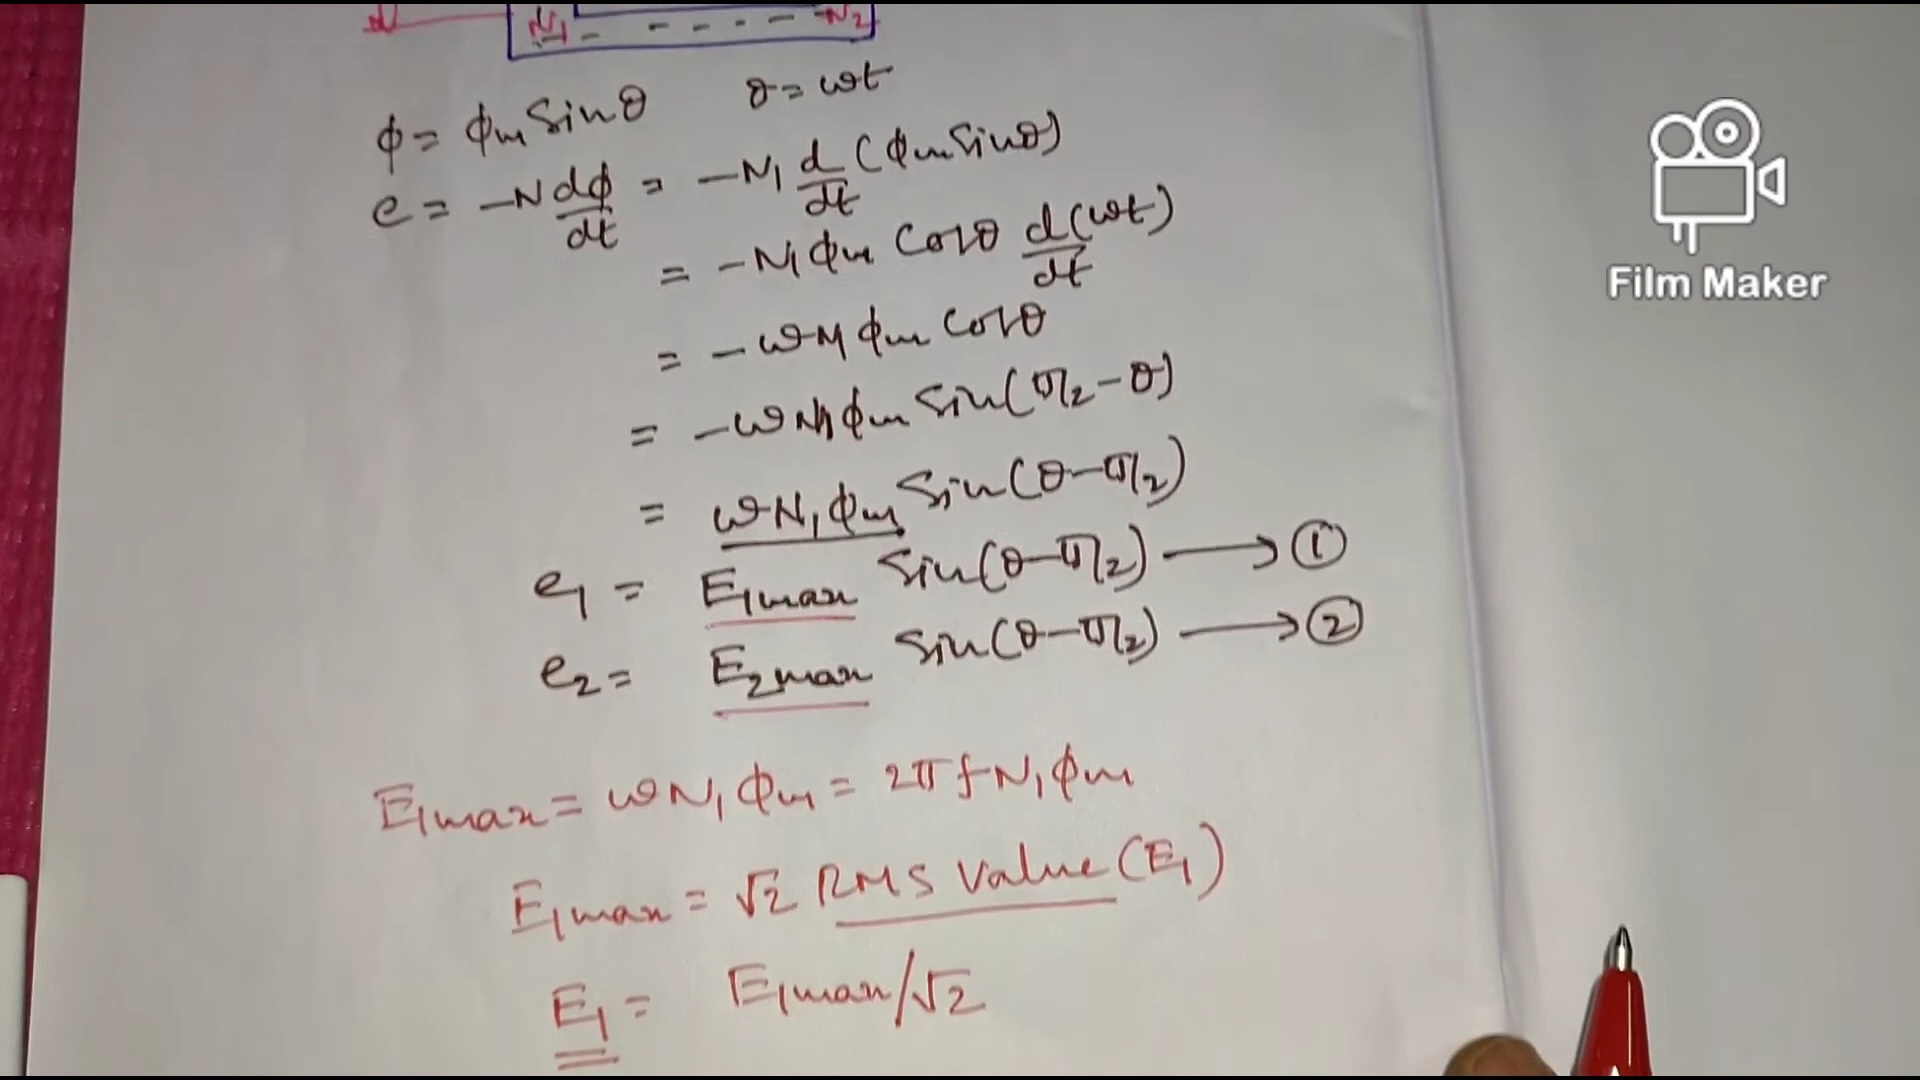 N1 N2
ϕ = ϕm Sinθ θ = ωt
e = -N dϕ/dt = -N1 d/dt (ϕm Sinθ)
= -N1 ϕm Cosθ d(ωt)/dt
= -ωN1 ϕm Cosθ
= -ωN1 ϕm Sin(π/2-θ)
= ωN1 ϕm Sin(θ-π/2)
e1 = E1max Sin(θ-π/2) → ①
e2 = E2max Sin(θ-π/2) → ②
E1max = ωN1 ϕm = 2πfN1 ϕm
E1max = √2 RMS Value (E1)
E1 = E1max/√2
Film Maker